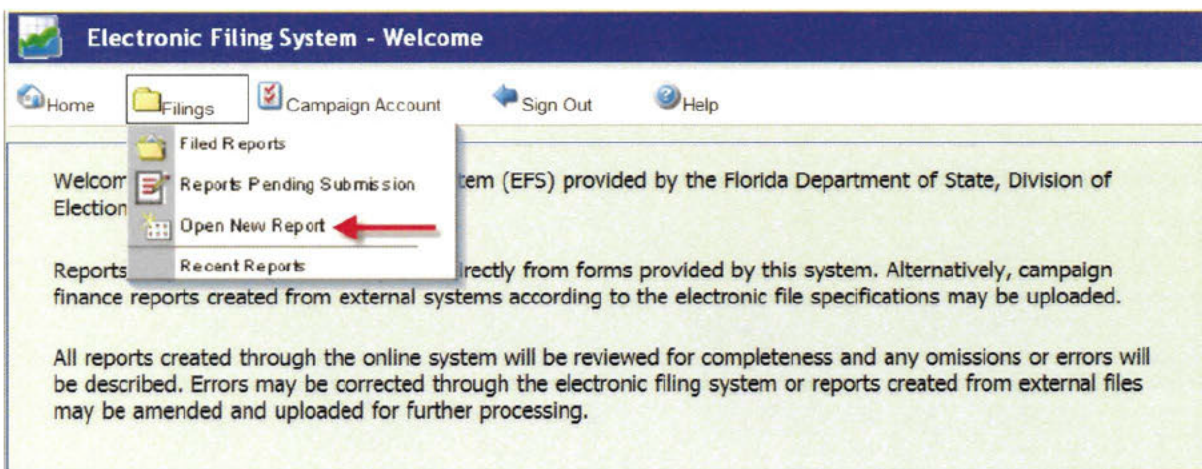 Electronic Filing System - Welcome
Home Filings Campaign Account Sign Out Help
Filed Reports
Reports Pending Submission
Open New Report
Recent Reports
Welcom tem (EFS) provided by the Florida Department of State, Division of
Election
Reports irectly from forms provided by this system. Alternatively, campaign
finance reports created from external systems according to the electronic file specifications may be uploaded.
All reports created through the online system will be reviewed for completeness and any omissions or errors will
be described. Errors may be corrected through the electronic filing system or reports created from external files
may be amended and uploaded for further processing.